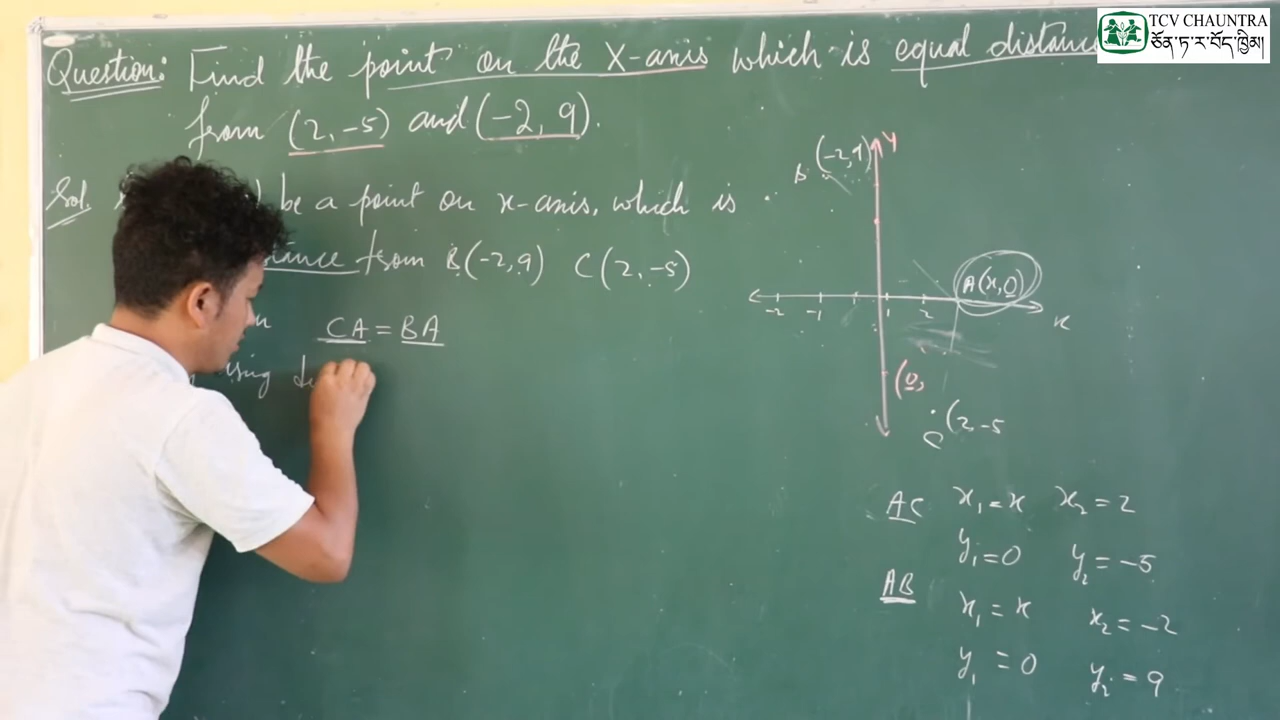 TCV CHAUNTRA
ཅོན་ཏ་ར་བོད་ཁྱིམ།
Question: Find the point on the X-axis which is equal distance
from (2, -5) and (-2, 9).
Sol. be a point on x-axis, which is
from B(-2, 9) C(2, -5)
CA = BA
using
B (-2, 9) y
A(x, 0)
-2 -1 1 2 x
(0,
C (2, -5
AC x₁ = x x₂ = 2
y₁ = 0 y₂ = -5
AB
x₁ = x x₂ = -2
y₁ = 0 y₂ = 9